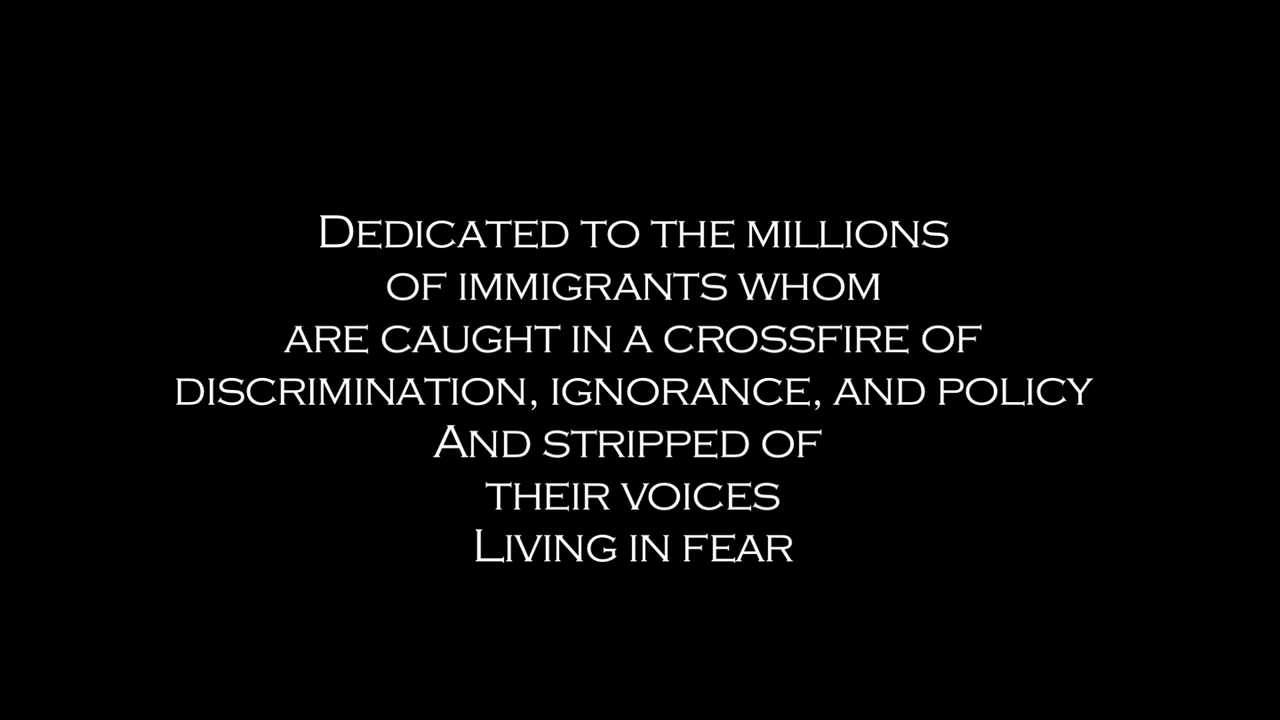 Dedicated to the millions
of immigrants whom
are caught in a crossfire of
discrimination, ignorance, and policy
And stripped of
their voices
Living in fear